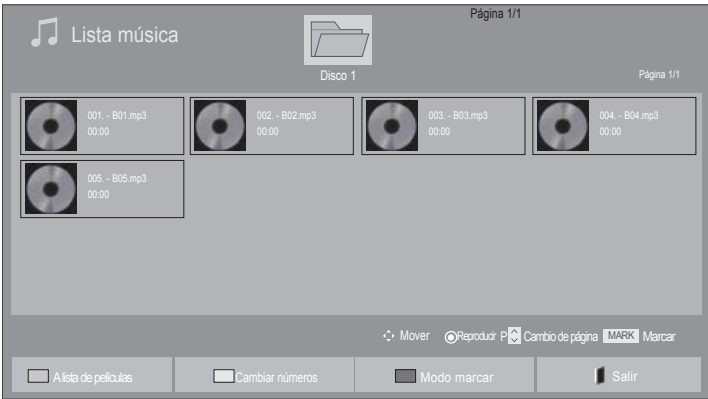 Página 1/1
Lista música
Disco 1
Página 1/1
001. - B01.mp3
00:00
002. - B02.mp3
00:00
003. - B03.mp3
00:00
004. - B04.mp3
00:00
005. - B05.mp3
00:00
Mover Reproducir P Cambio de página MARK Marcar
A lista de películas Cambiar números Modo marcar Salir